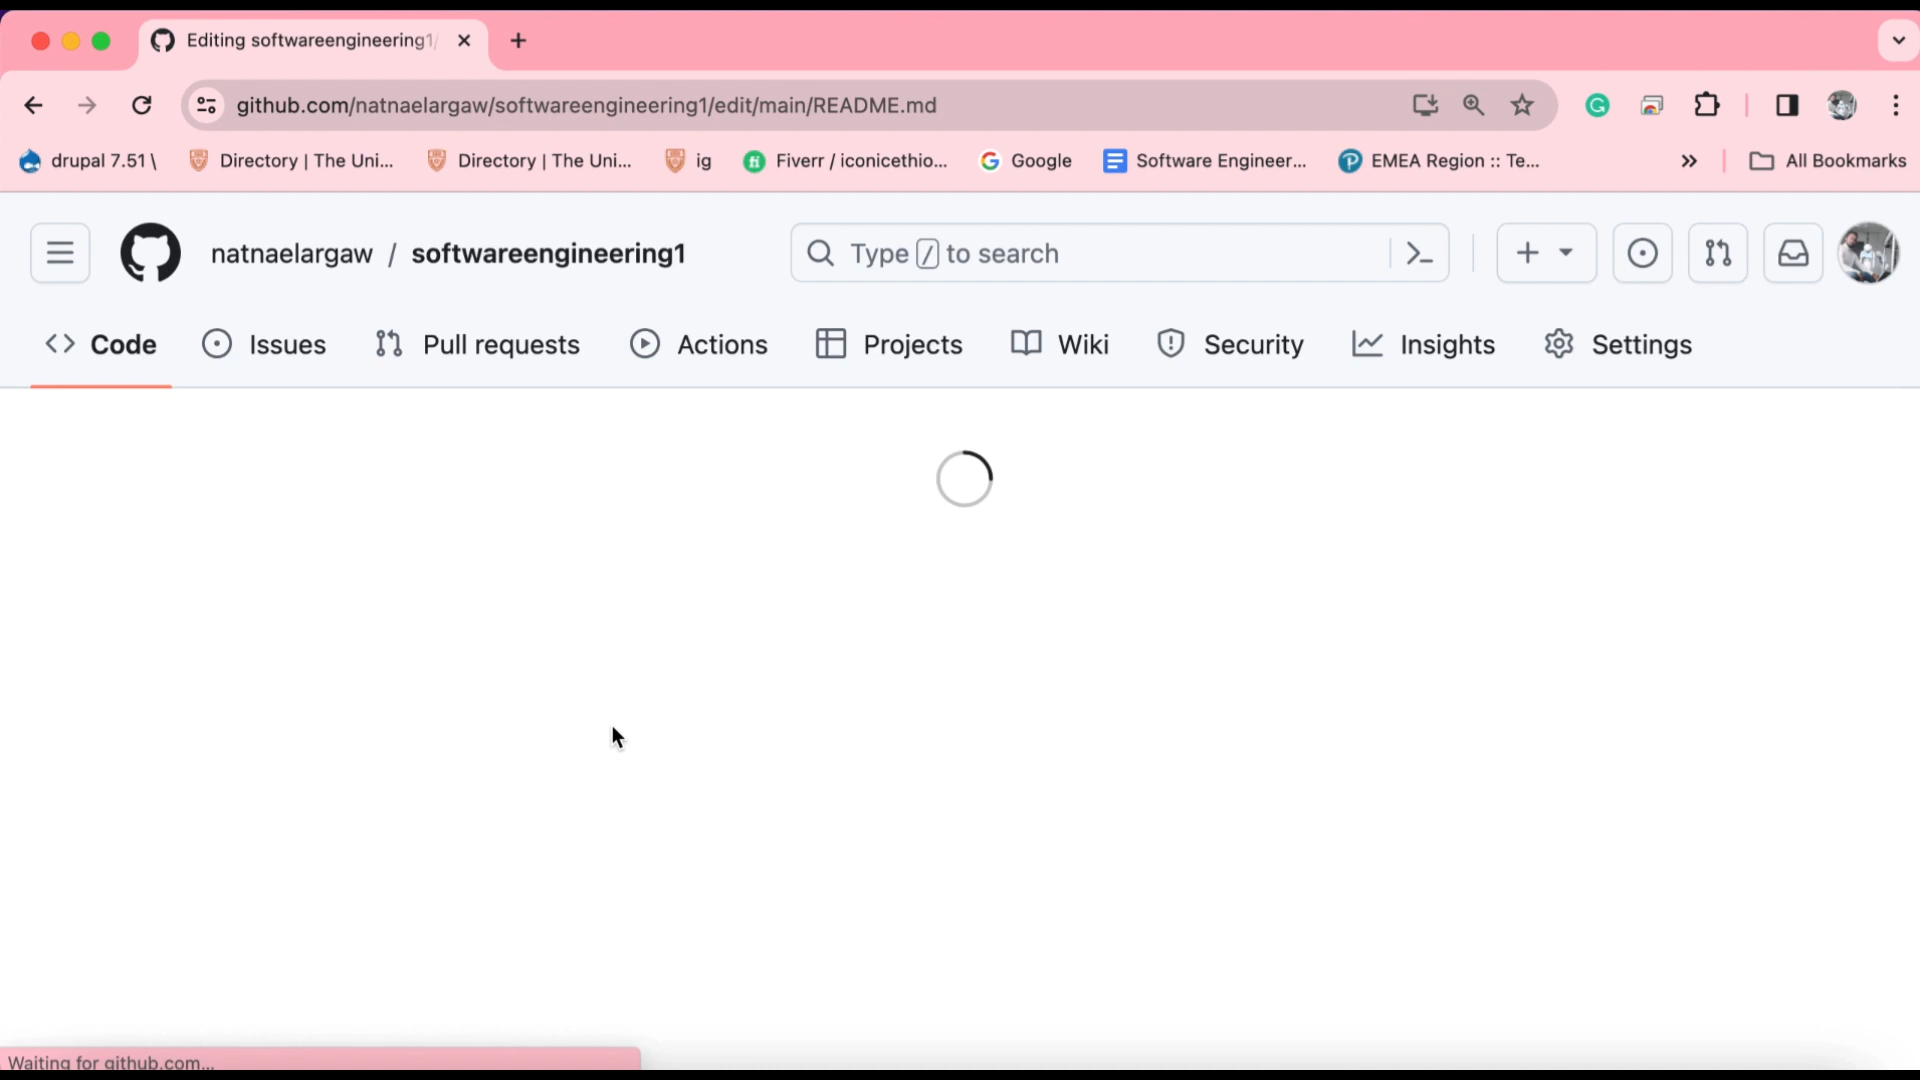 Editing softwareengineering1/
github.com/natnaelargaw/softwareengineering1/edit/main/README.md
drupal 7.51 \ Directory | The Uni... Directory | The Uni... ig Fiverr / iconicethio... Google Software Engineer... EMEA Region :: Te... » All Bookmarks
natnaelargaw / softwareengineering1 Type / to search
Code Issues Pull requests Actions Projects Wiki Security Insights Settings
Waiting for github.com...